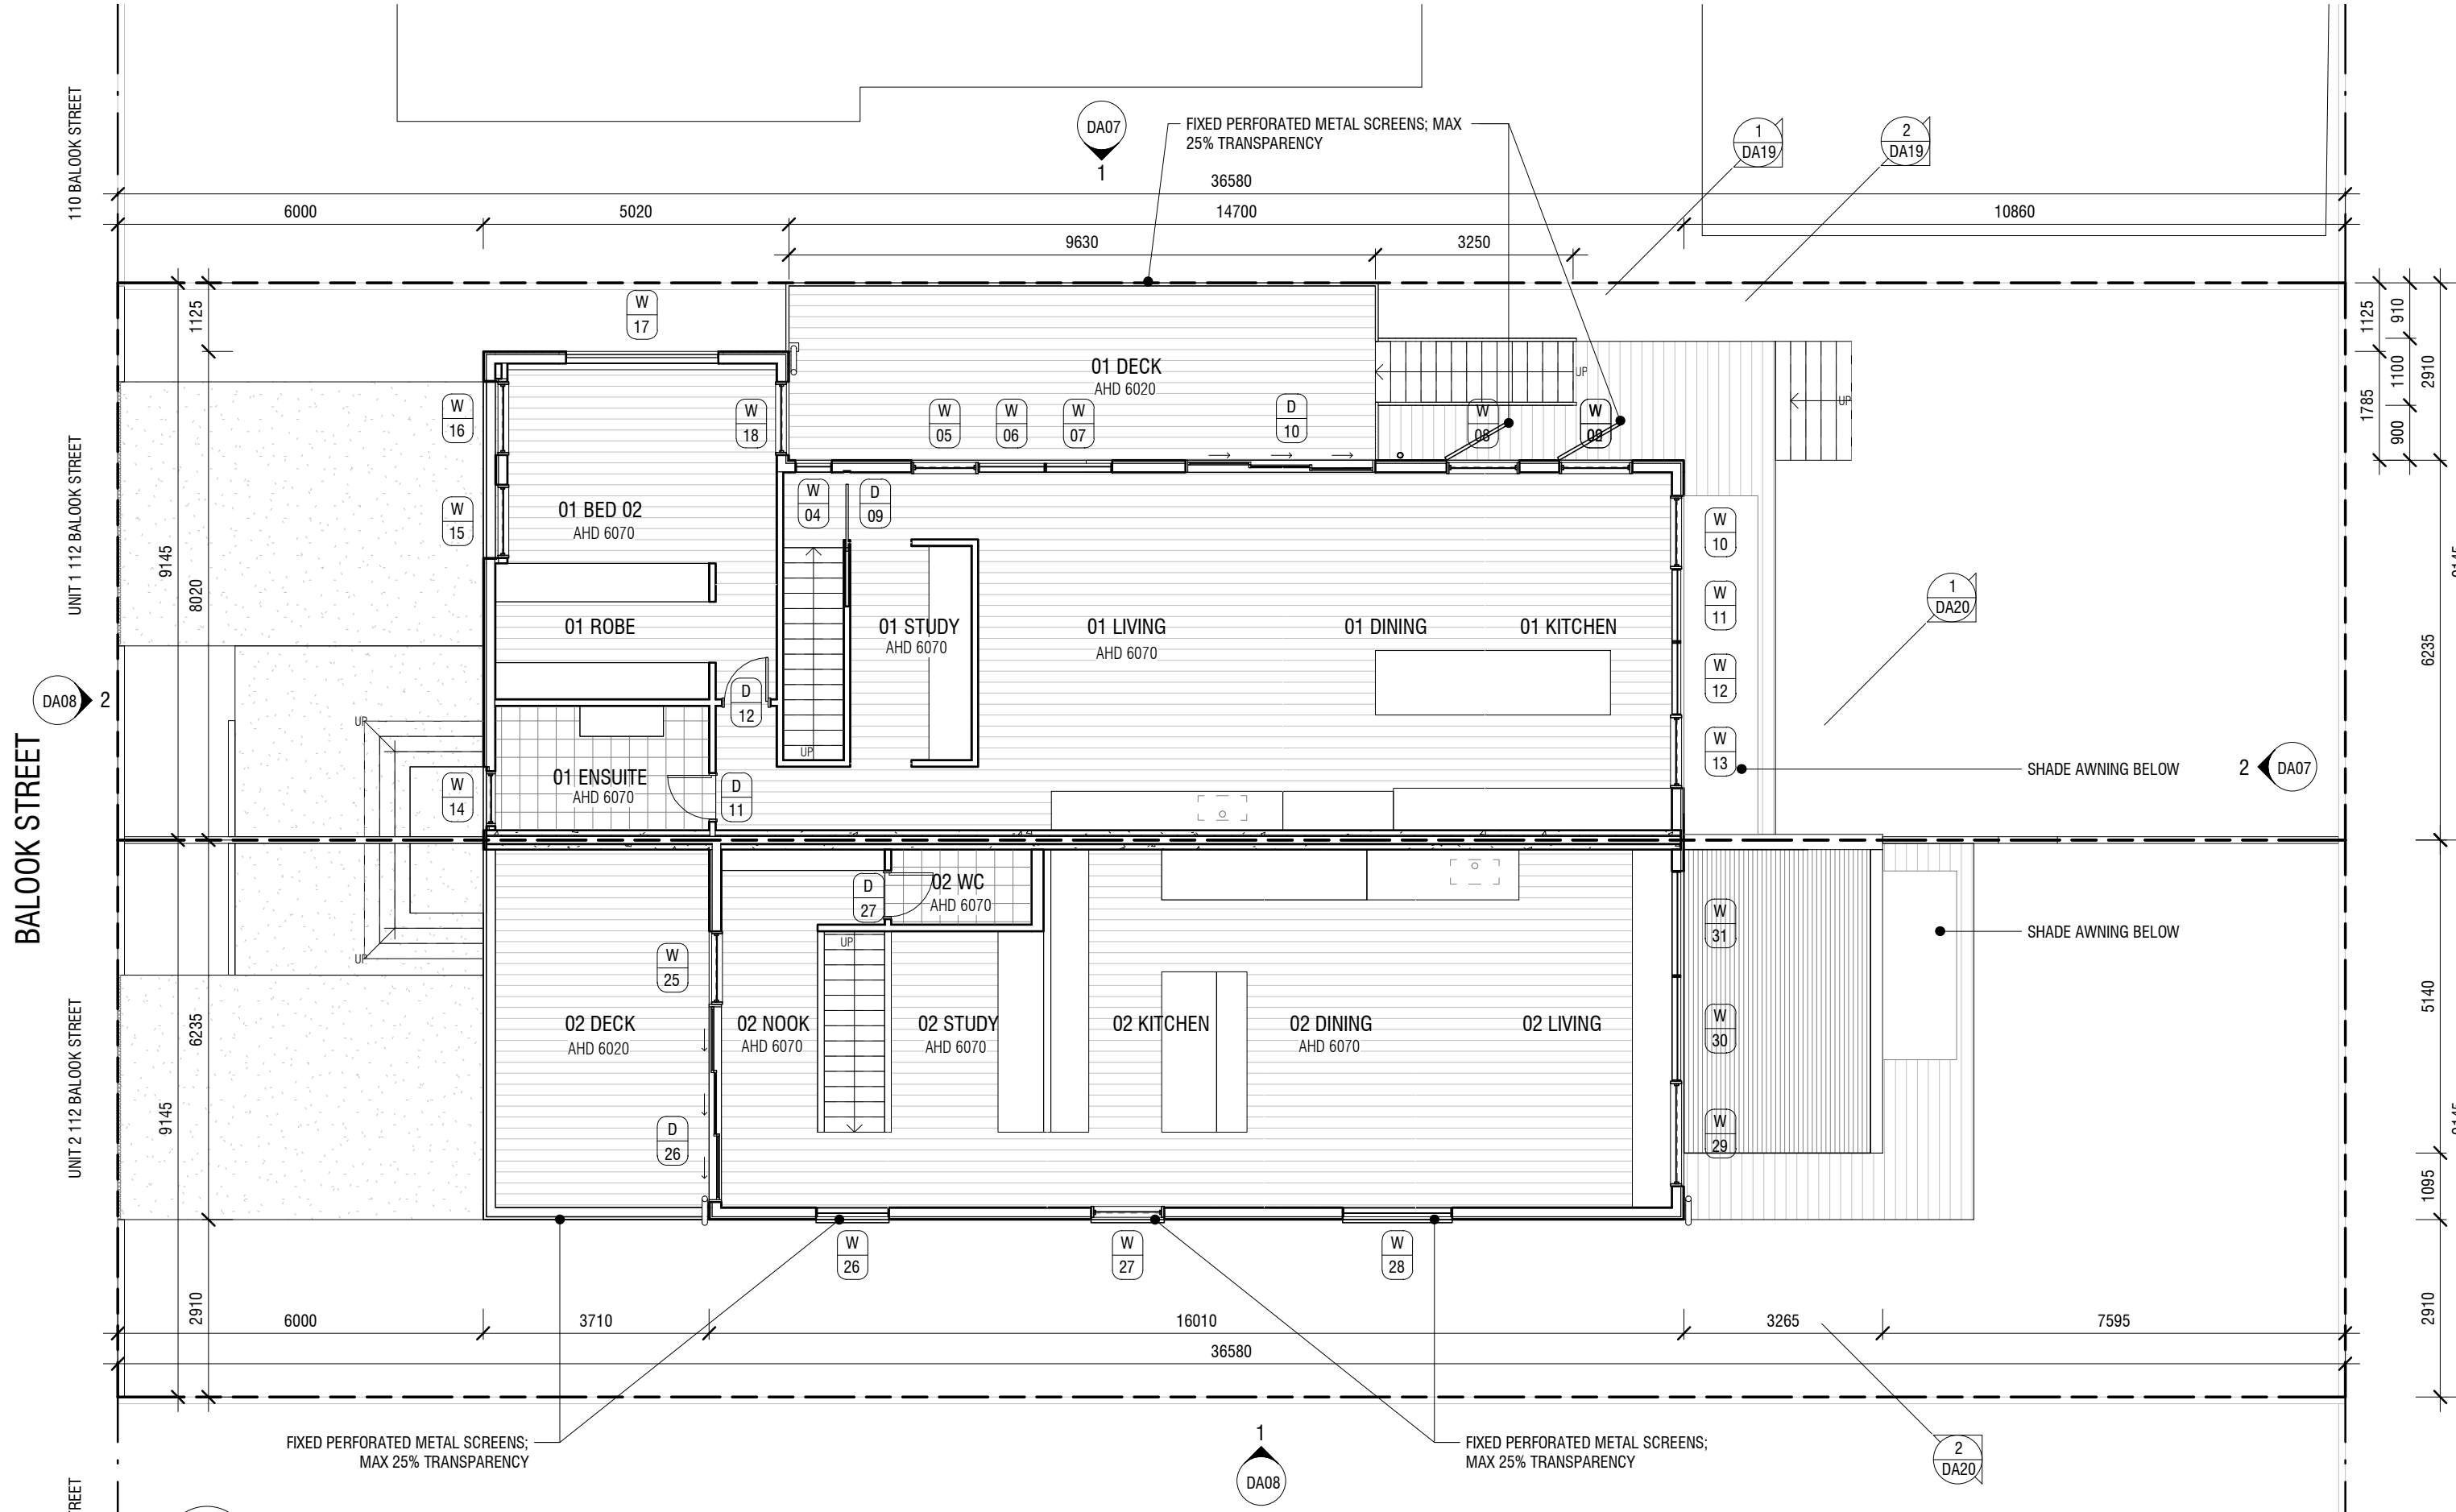 110 BALOOK STREET
DA07
1
FIXED PERFORATED METAL SCREENS; MAX
25% TRANSPARENCY
1
DA19
2
DA19
36580
6000
5020
14700
10860
9630
3250
W
17
1125
1125
910
1100
2910
1785
900
01 DECK
AHD 6020
UP
UP
W
16
W
18
W
05
W
06
W
07
D
10
W
08
W
09
UNIT 1 112 BALOOK STREET
W
15
01 BED 02
AHD 6070
W
04
D
09
W
10
9145
8020
9145
6235
1
DA20
W
11
01 ROBE
01 STUDY
AHD 6070
01 LIVING
AHD 6070
01 DINING
01 KITCHEN
W
12
DA08
2
D
12
UP
UP
W
13
SHADE AWNING BELOW
2
DA07
BALOOK STREET
W
14
01 ENSUITE
AHD 6070
D
11
D
27
02 WC
AHD 6070
UP
UP
W
25
W
31
SHADE AWNING BELOW
UNIT 2 112 BALOOK STREET
6235
9145
02 DECK
AHD 6020
02 NOOK
AHD 6070
02 STUDY
AHD 6070
02 KITCHEN
02 DINING
AHD 6070
02 LIVING
W
30
5140
9145
D
26
W
29
1095
W
26
W
27
W
28
2910
2910
6000
3710
16010
3265
7595
36580
FIXED PERFORATED METAL SCREENS;
MAX 25% TRANSPARENCY
1
DA08
FIXED PERFORATED METAL SCREENS;
MAX 25% TRANSPARENCY
2
DA20
REET